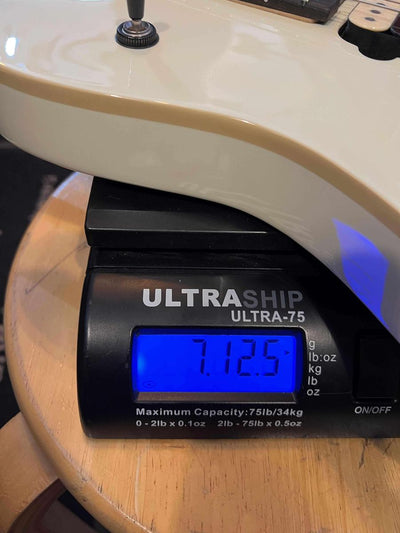 ULTRASHIP
ULTRA-75
7.12.5
g
lb:oz
kg
lb
oz
ON/OFF
Maximum Capacity:75lb/34kg
0 - 2lb x 0.1oz 2lb - 75lb x 0.5oz